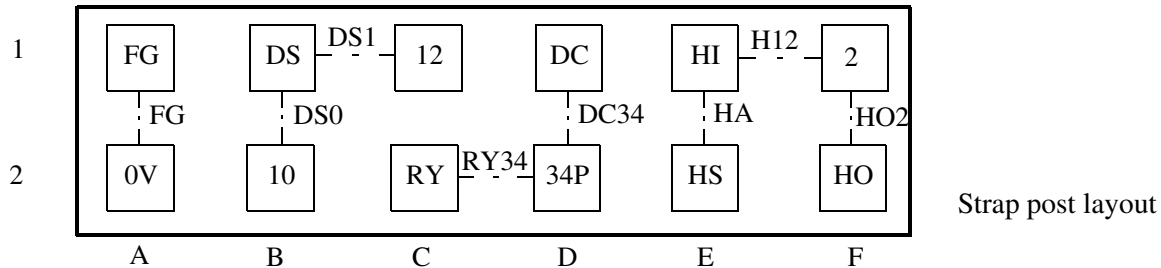 1 FG DS DS1 12 DC HI H12 2
FG DS0 DC34 HA HO2
2 0V 10 RY RY34 34P HS HO
Strap post layout
A B C D E F